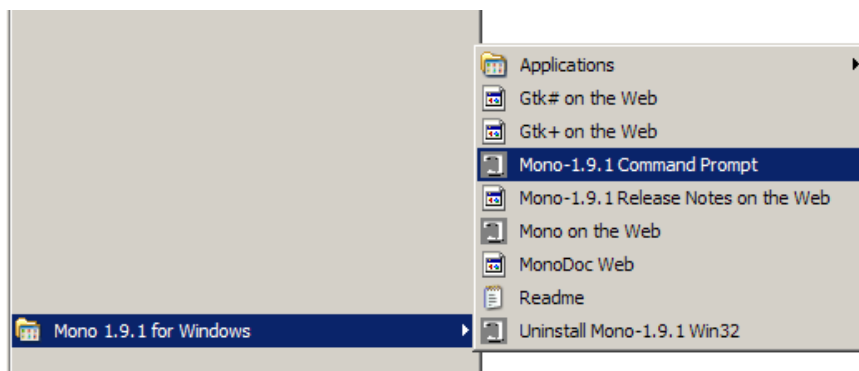 Applications
Gtk# on the Web
Gtk+ on the Web
Mono-1.9.1 Command Prompt
Mono-1.9.1 Release Notes on the Web
Mono on the Web
MonoDoc Web
Readme
Mono 1.9.1 for Windows
Uninstall Mono-1.9.1 Win32